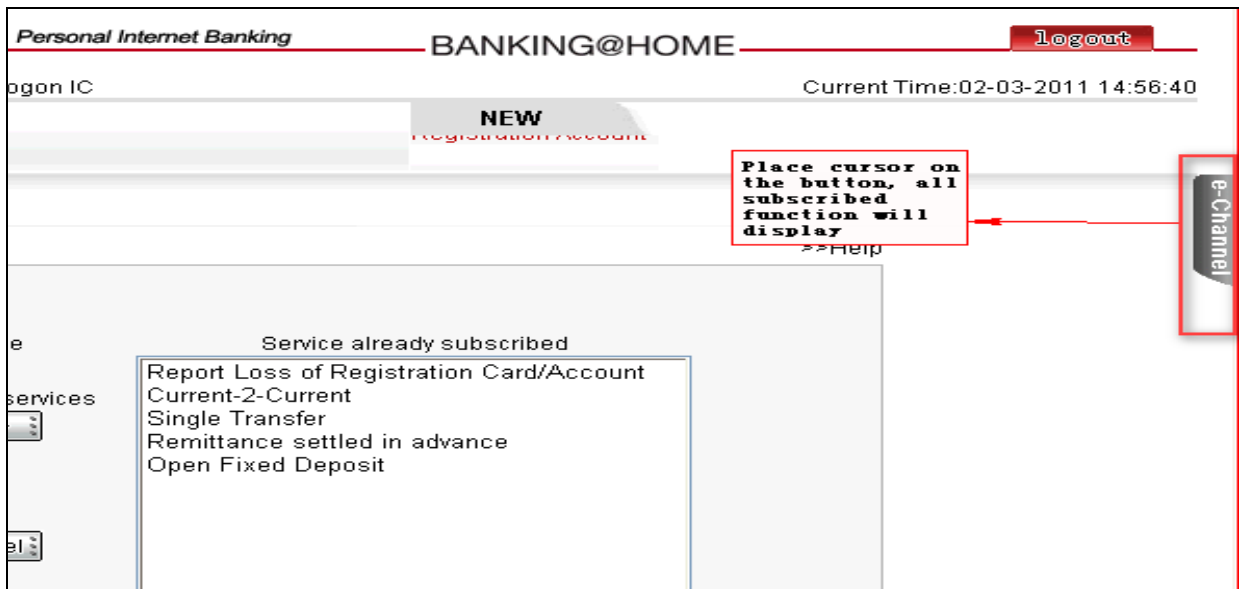 Personal Internet Banking
BANKING@HOME
logout
ogon IC
Current Time:02-03-2011 14:56:40
NEW
Registration Account
Place cursor on
the button, all
subscribed
function will
display
e-Channel
>>Help
e
Service already subscribed
Report Loss of Registration Card/Account
services
Current-2-Current
Single Transfer
Remittance settled in advance
Open Fixed Deposit
el